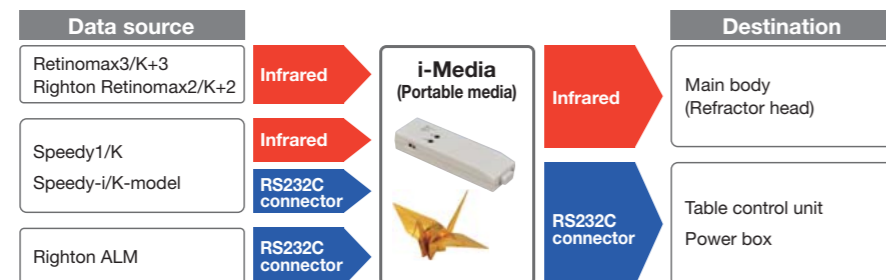 Data source
Destination
Retinomax3/K+3
Righton Retinomax2/K+2
Infrared
i-Media
(Portable media)
Infrared
Main body
(Refractor head)
Speedy1/K
Speedy-i/K-model
Infrared
RS232C
connector
RS232C
connector
Table control unit
Power box
Righton ALM
RS232C
connector